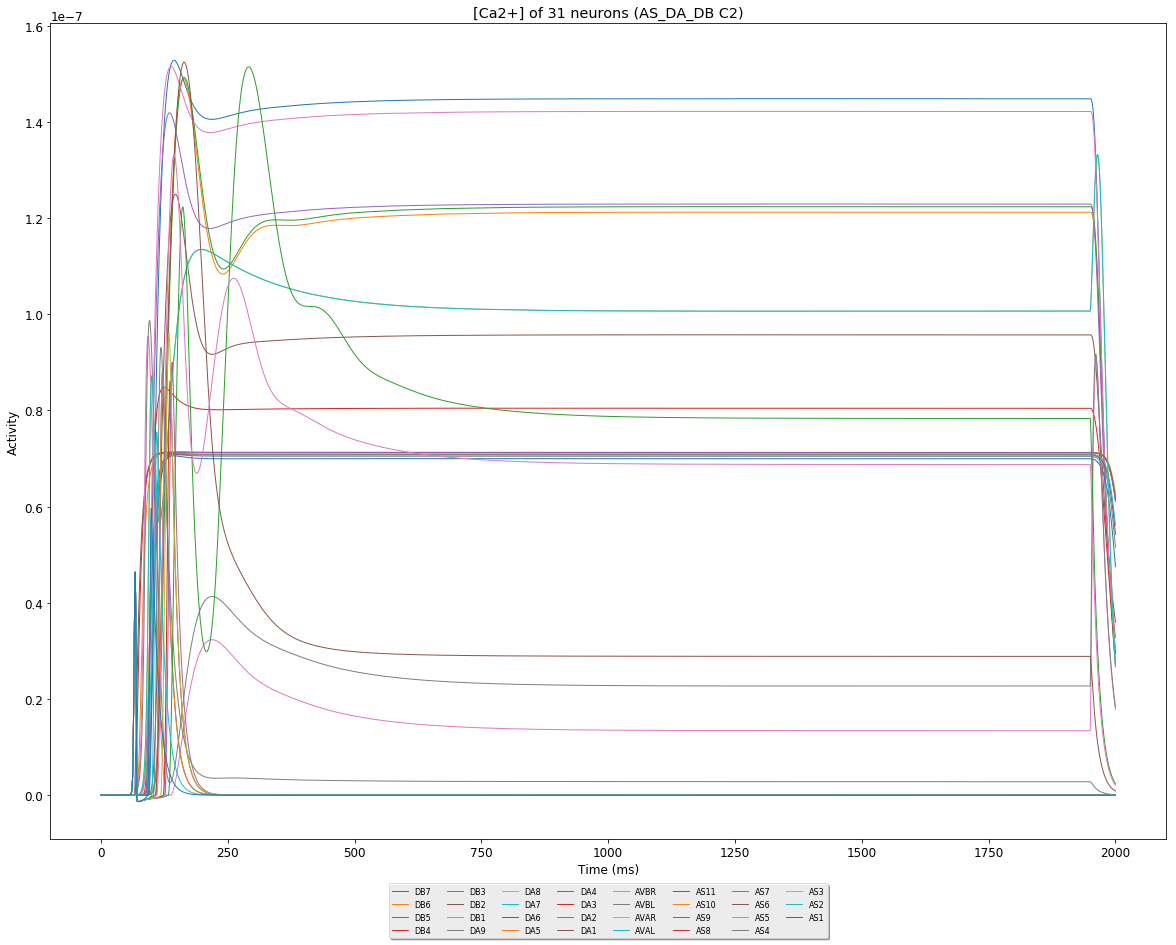 [Ca2+] of 31 neurons (AS_DA_DB C2)
1e−7
1.6
1.4
1.2
1.0
0.8
0.6
0.4
0.2
0.0
Activity
0 250 500 750 1000 1250 1500 1750 2000
Time (ms)
DB7 DB3 DA8 DA4 AVBR AS11 AS7 AS3
DB6 DB2 DA7 DA3 AVBL AS10 AS6 AS2
DB5 DB1 DA6 DA2 AVAR AS9 AS5 AS1
DB4 DA9 DA5 DA1 AVAL AS8 AS4